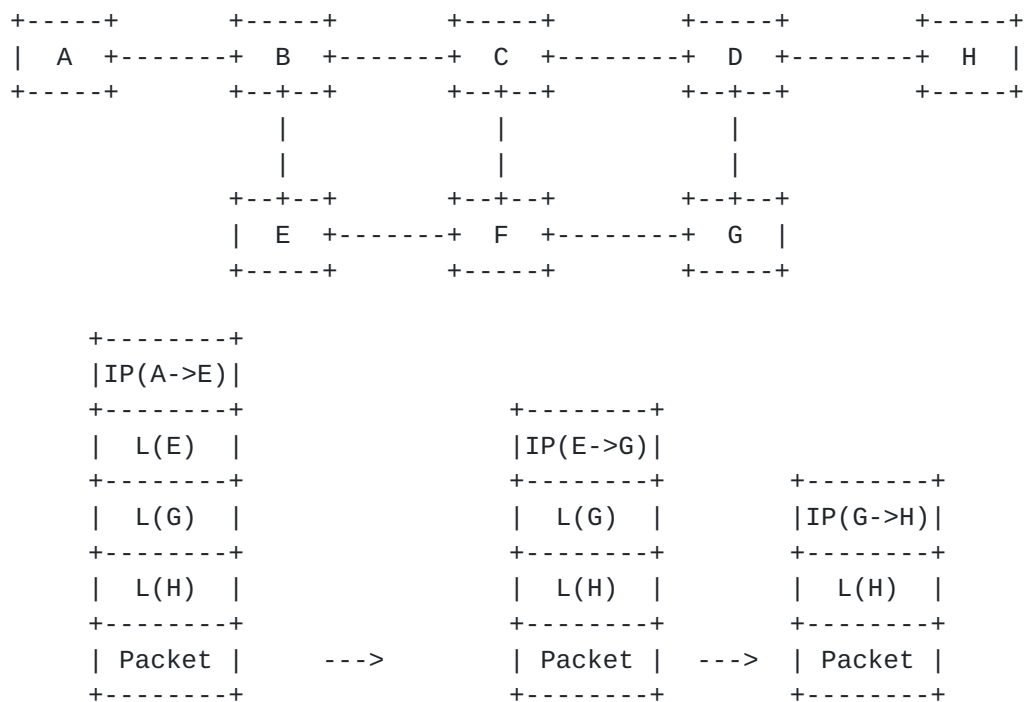 +-----+       +-----+       +-----+        +-----+        +-----+
|  A  +-------+  B  +-------+  C  +--------+  D  +--------+  H  |
+-----+       +--+--+       +--+--+        +--+--+        +-----+
                 |             |              |
                 |             |              |
              +--+--+       +--+--+        +--+--+
              |  E  +-------+  F  +--------+  G  |
              +-----+       +-----+        +-----+
     +--------+
     |IP(A->E)|
     +--------+                 +--------+
     |  L(E)  |                 |IP(E->G)|
     +--------+                 +--------+        +--------+
     |  L(G)  |                 |  L(G)  |        |IP(G->H)|
     +--------+                 +--------+        +--------+
     |  L(H)  |                 |  L(H)  |        |  L(H)  |
     +--------+                 +--------+        +--------+
     | Packet |     --->        | Packet |  --->  | Packet |
     +--------+                 +--------+        +--------+